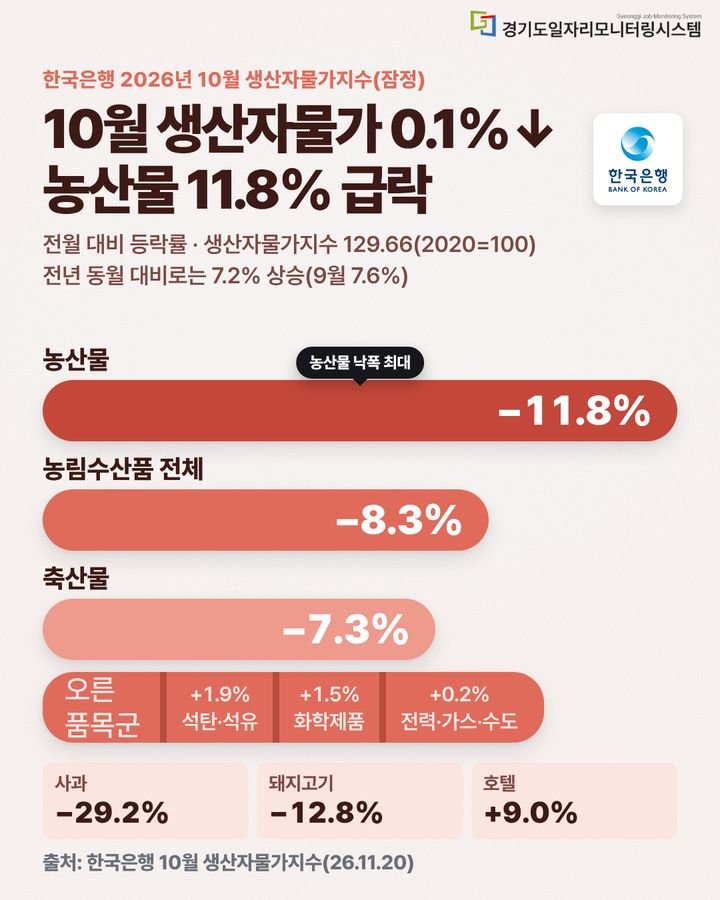 Gyeonggi Job Monitoring System
경기도일자리모니터링시스템
한국은행 2026년 10월 생산자물가지수(잠정)
10월 생산자물가 0.1%↓
농산물 11.8% 급락
한국은행
BANK OF KOREA
전월 대비 등락률 · 생산자물가지수 129.66(2020=100)
전년 동월 대비로는 7.2% 상승(9월 7.6%)
농산물
농산물 낙폭 최대
−11.8%
농림수산품 전체
−8.3%
축산물
−7.3%
오른
품목군
+1.9%
석탄·석유
+1.5%
화학제품
+0.2%
전력·가스·수도
사과
−29.2%
돼지고기
−12.8%
호텔
+9.0%
출처: 한국은행 10월 생산자물가지수(26.11.20)